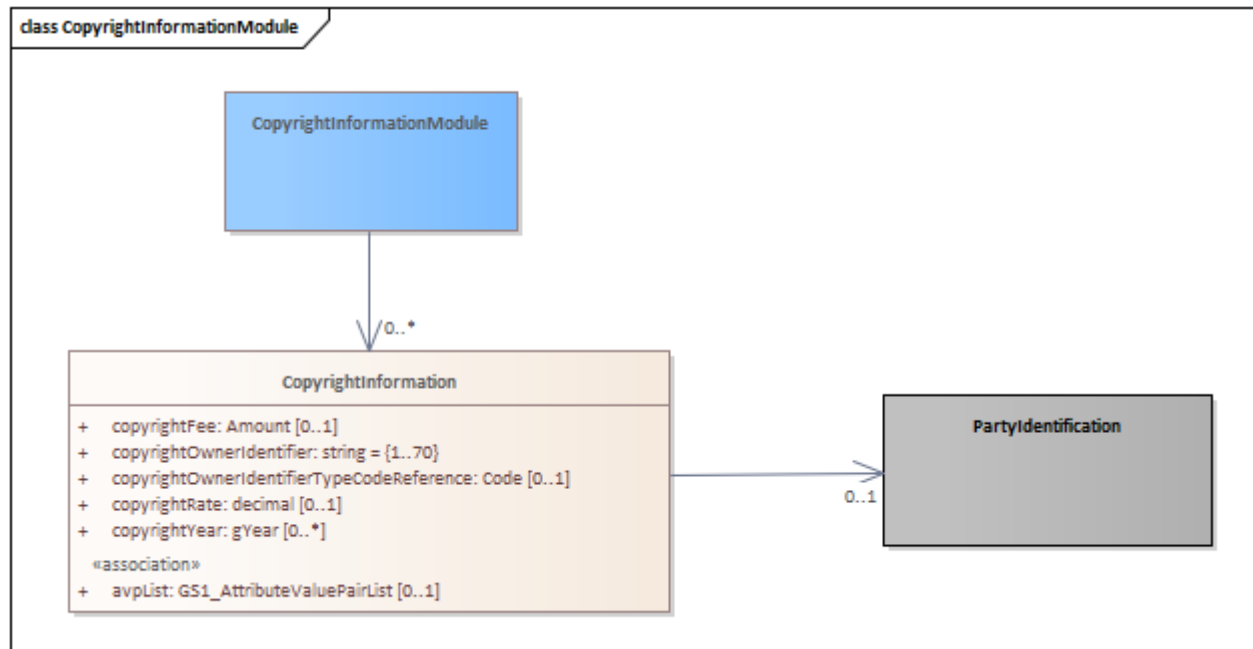 class CopyrightInformationModule
CopyrightInformationModule
0..*
CopyrightInformation
+ copyrightFee: Amount [0..1]
+ copyrightOwnerIdentifier: string = {1..70}
+ copyrightOwnerIdentifierTypeCodeReference: Code [0..1]
+ copyrightRate: decimal [0..1]
+ copyrightYear: gYear [0..*]
«association»
+ avpList: GS1_AttributeValuePairList [0..1]
PartyIdentification
0..1